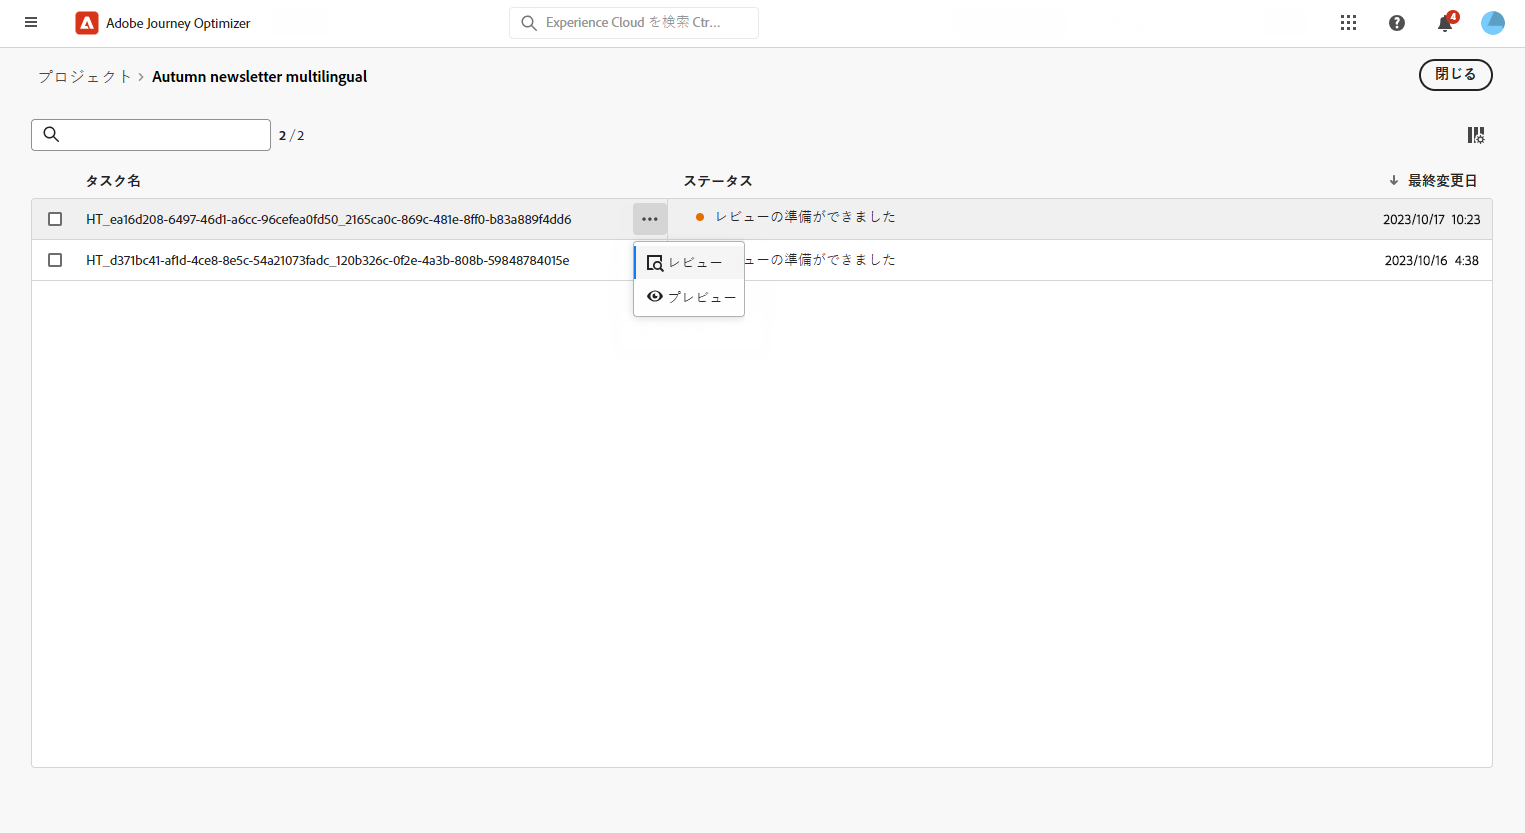 Adobe Journey Optimizer
Experience Cloud を検索 Ctr...
4
プロジェクト › Autumn newsletter multilingual
閉じる
2 / 2
タスク名 ステータス ↓ 最終変更日
HT_ea16d208-6497-46d1-a6cc-96cefea0fd50_2165ca0c-869c-481e-8ff0-b83a889f4dd6 ••• レビューの準備ができました 2023/10/17 10:23
HT_d371bc41-af1d-4ce8-8e5c-54a21073fadc_120b326c-0f2e-4a3b-808b-59848784015e ューの準備ができました 2023/10/16 4:38
レビュー
プレビュー